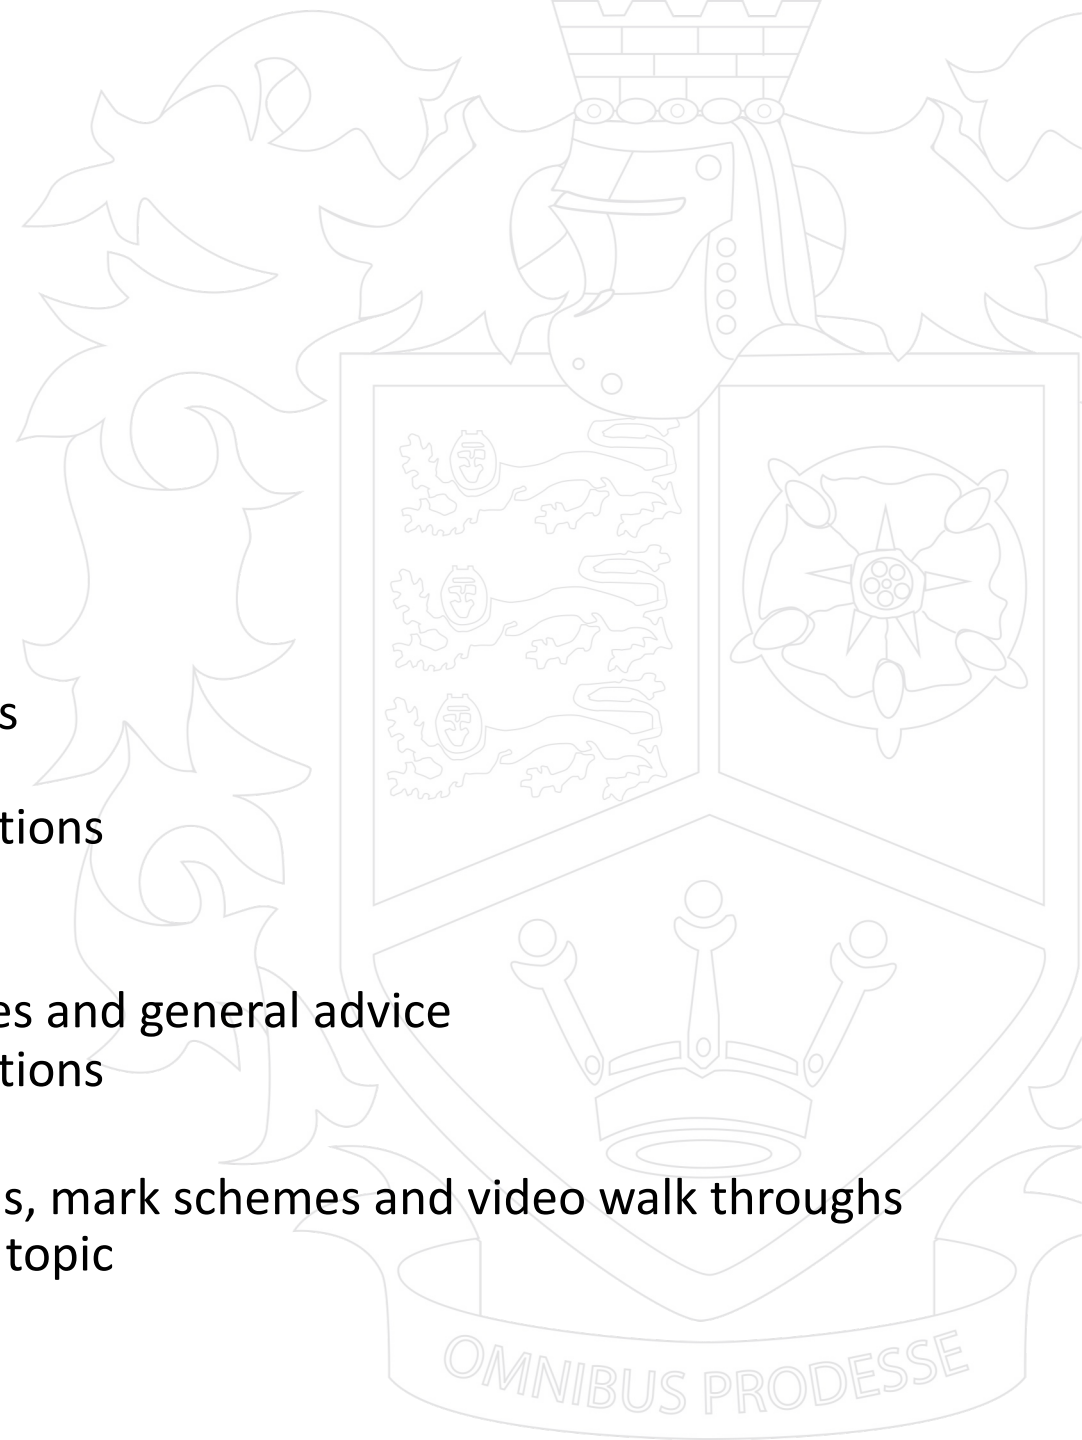 s
tions
es and general advice
tions
s, mark schemes and video walk throughs
topic
OMNIBUS PRODESSE